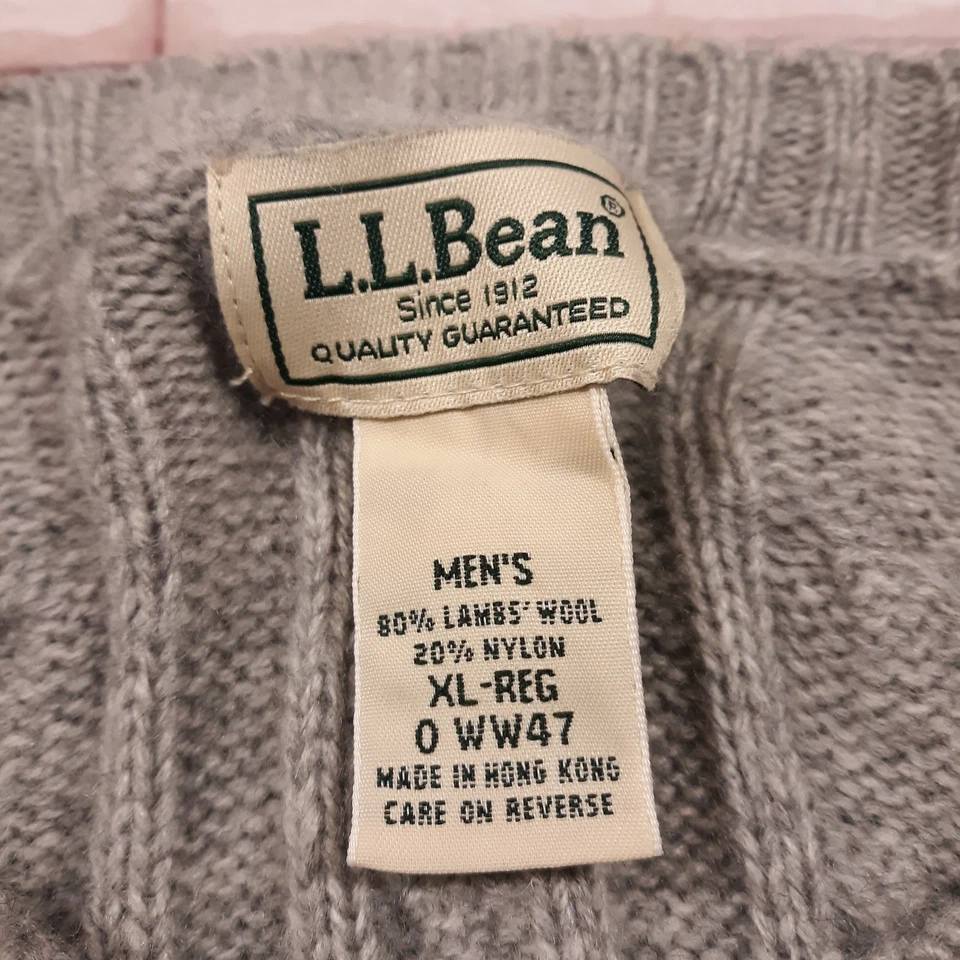 L.L.Bean®
Since 1912
QUALITY GUARANTEED
MEN'S
80% LAMBS' WOOL
20% NYLON
XL-REG
0 WW47
MADE IN HONG KONG
CARE ON REVERSE